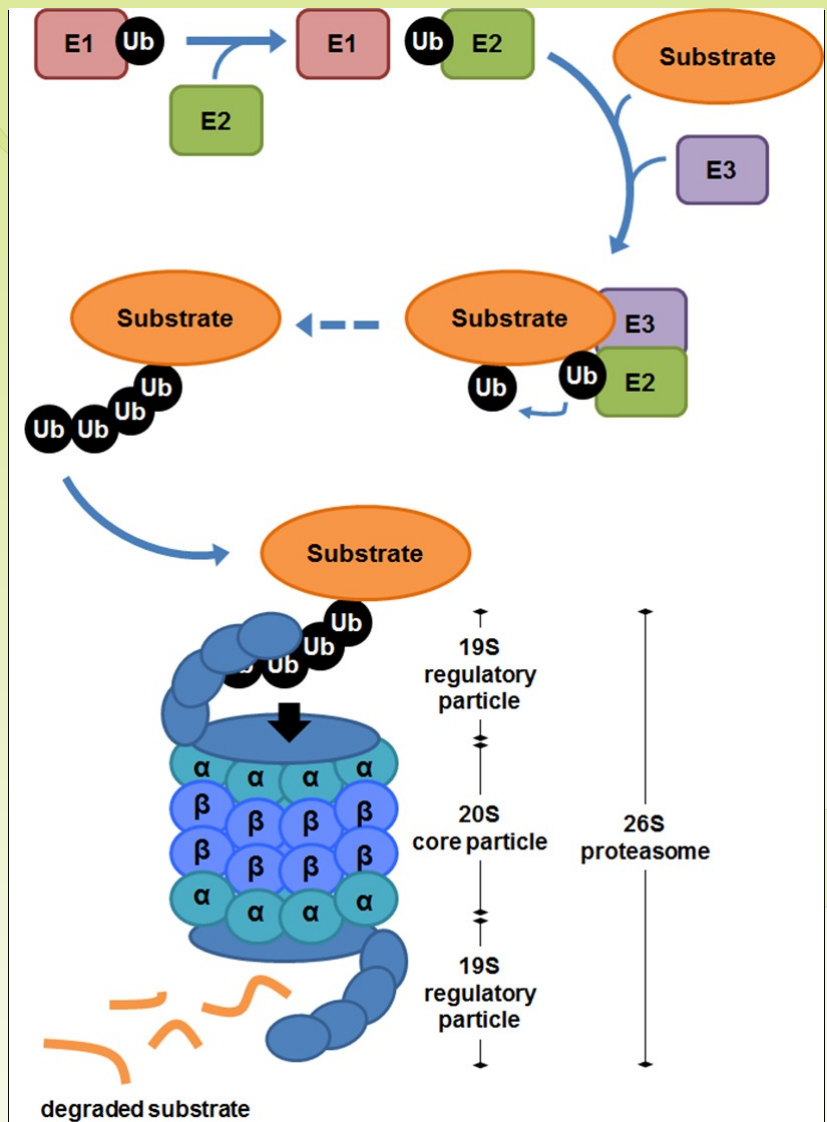 E1
Ub
E1
Ub
E2
Substrate
E2
E3
Substrate
Substrate
E3
Ub
Ub
Ub
E2
Ub
Ub
Ub
Substrate
Ub
Ub
Ub
Ub
19S
regulatory
particle
α
α
α
α
β
β
β
β
20S
core particle
26S
proteasome
β
β
β
β
α
α
α
α
19S
regulatory
particle
degraded substrate